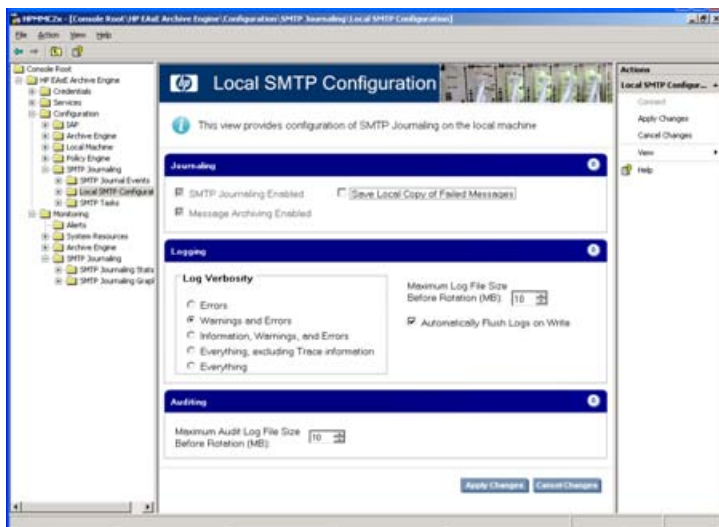 HPMMC2x - [Console Root\HP EAsE Archive Engine\Configuration\SMTP Journaling\Local SMTP Configuration]
File Action View Help
Console Root
HP EAsE Archive Engine
Credentials
Services
Configuration
IAP
Archive Engine
Local Machine
Policy Engine
SMTP Journaling
SMTP Journal Events
Local SMTP Configurat
SMTP Tasks
Monitoring
Alerts
System Resources
Archive Engine
SMTP Journaling
SMTP Journaling Statis
SMTP Journaling Graph
hp
Local SMTP Configuration
This view provides configuration of SMTP Journaling on the local machine
Journaling
SMTP Journaling Enabled
Save Local Copy of Failed Messages
Message Archiving Enabled
Logging
Log Verbosity
Errors
Warnings and Errors
Information, Warnings, and Errors
Everything, excluding Trace information
Everything
Maximum Log File Size
Before Rotation (MB): 10
Automatically Flush Logs on Write
Auditing
Maximum Audit Log File Size
Before Rotation (MB): 10
Apply Changes Cancel Changes
Actions
Local SMTP Configur...
Connect
Apply Changes
Cancel Changes
View
Help